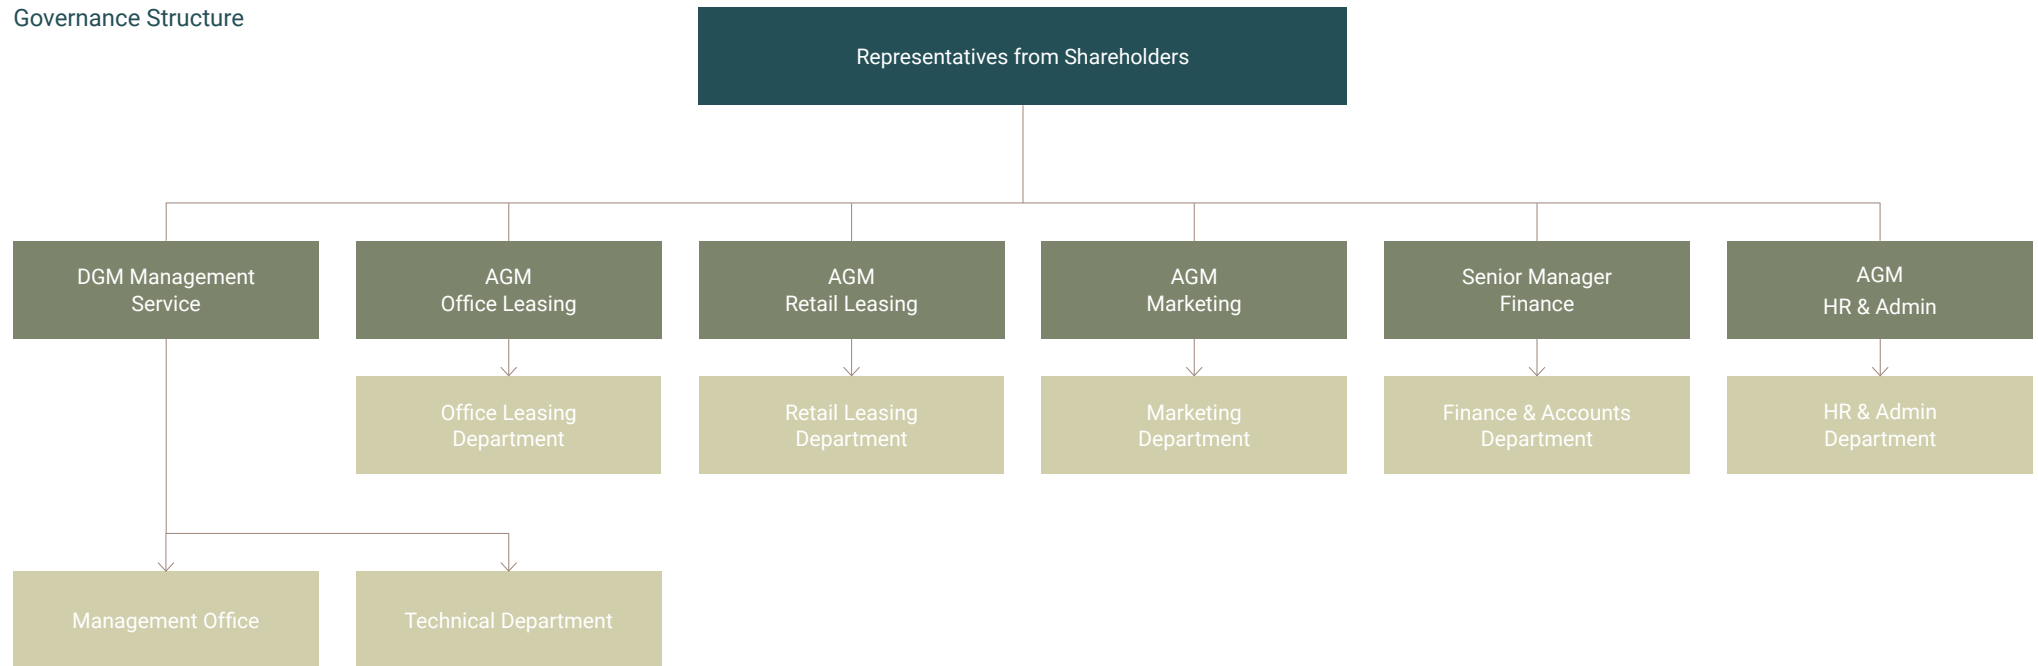 Governance Structure
Representatives from Shareholders
DGM Management
Service
AGM
Office Leasing
AGM
Retail Leasing
AGM
Marketing
Senior Manager
Finance
AGM
HR & Admin
Office Leasing
Department
Retail Leasing
Department
Marketing
Department
Finance & Accounts
Department
HR & Admin
Department
Management Office
Technical Department